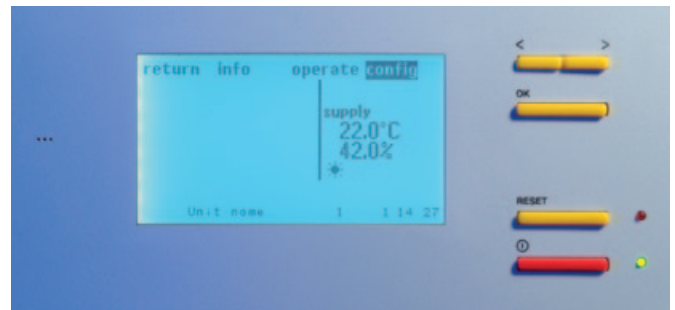 < >
return info operate config
OK
supply
22.0°C
42.0%
RESET
Unit name 1 1 14 27